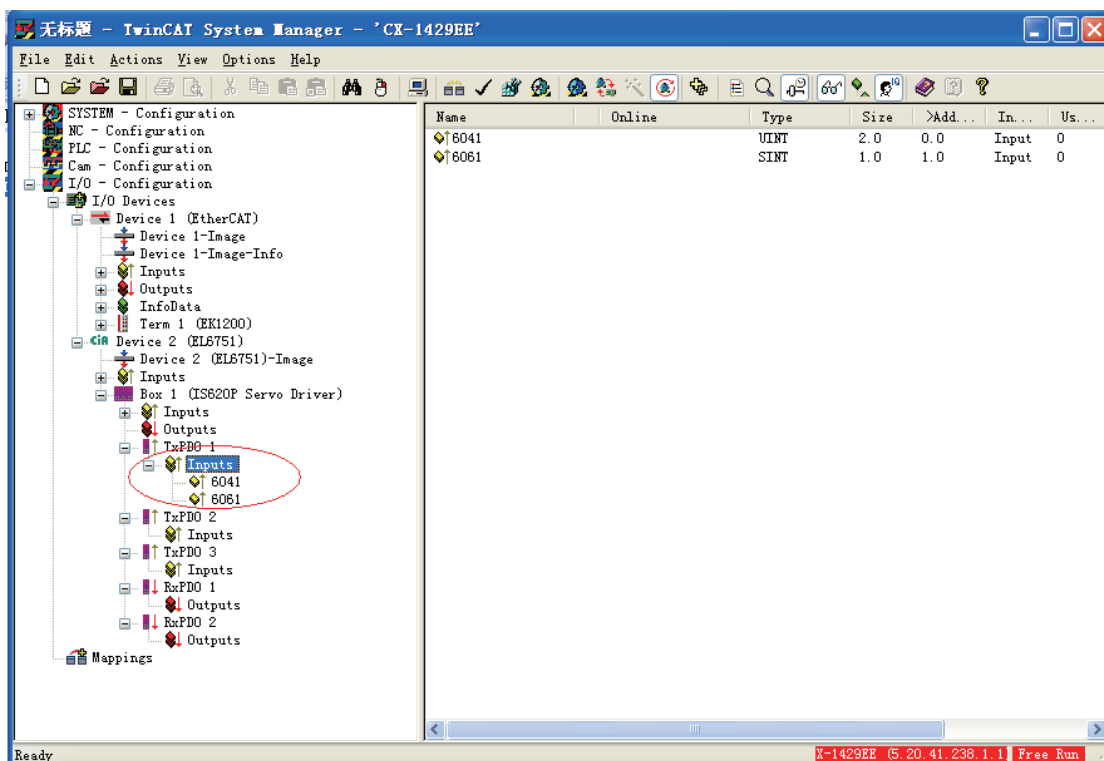 无标题 - TwinCAT System Manager - 'CX-1429EE'
File Edit Actions View Options Help
SYSTEM - Configuration
NC - Configuration
PLC - Configuration
Cam - Configuration
I/O - Configuration
I/O Devices
Device 1 (EtherCAT)
Device 1-Image
Device 1-Image-Info
Inputs
Outputs
InfoData
Term 1 (EK1200)
CiA Device 2 (EL6751)
Device 2 (EL6751)-Image
Inputs
Box 1 (IS620P Servo Driver)
Inputs
Outputs
TxPDO 1
Inputs
6041
6061
TxPDO 2
Inputs
TxPDO 3
Inputs
RxPDO 1
Outputs
RxPDO 2
Outputs
Mappings
Name Online Type Size >Add... In... Us...
6041 UINT 2.0 0.0 Input 0
6061 SINT 1.0 1.0 Input 0
Ready X-1429EE (5.20.41.238.1.1) Free Run